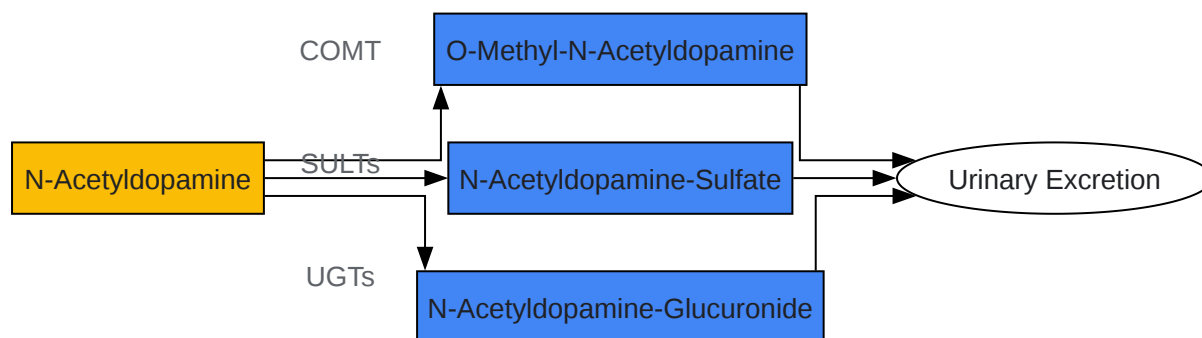 COMT
O-Methyl-N-Acetyldopamine
N-Acetyldopamine
SULTs
N-Acetyldopamine-Sulfate
Urinary Excretion
UGTs
N-Acetyldopamine-Glucuronide